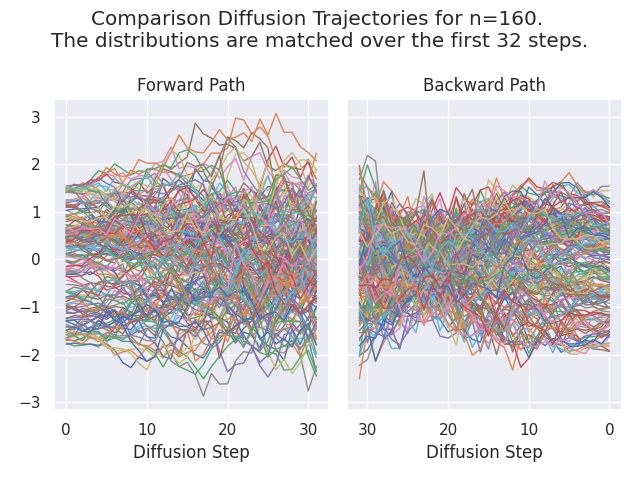 Comparison Diffusion Trajectories for n=160.
The distributions are matched over the first 32 steps.
Forward Path
Backward Path
3
2
1
0
−1
−2
−3
0 10 20 30
30 20 10 0
Diffusion Step
Diffusion Step